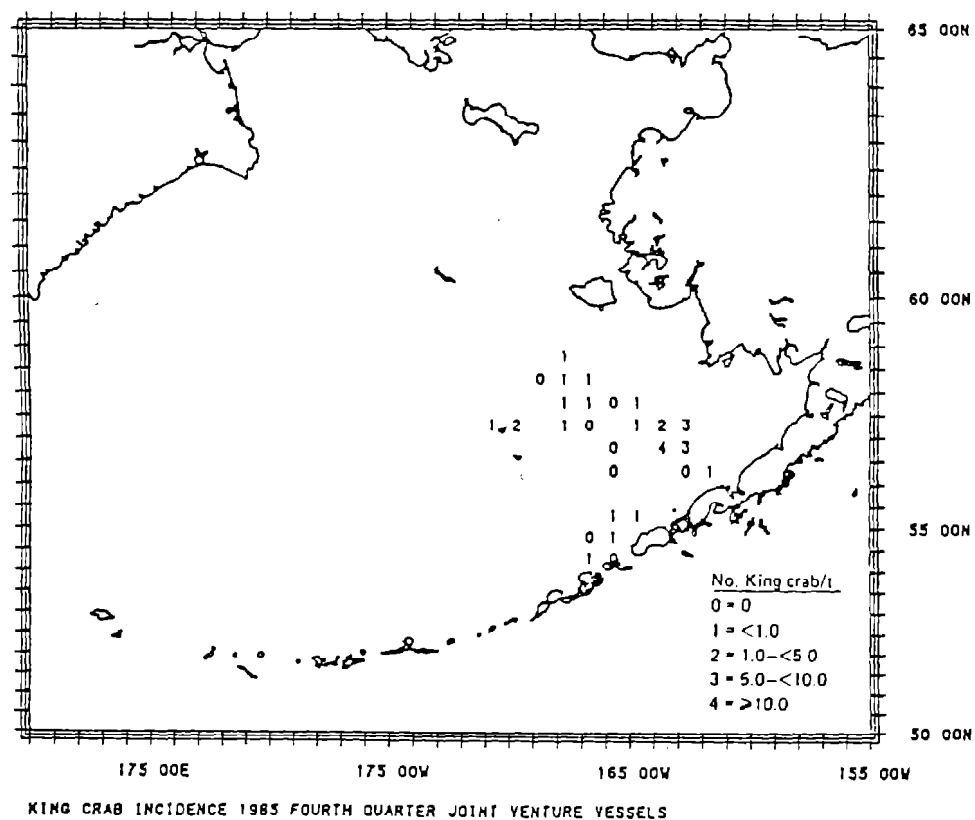 65 00N
60 00N
1
0 1 1
1 1 0 1
1 2 1 0 1 2 3
0 4 3
0 0 1
1 1
55 00N
0 1
1
No. King crab/t
0 = 0
1 = <1.0
2 = 1.0-<5.0
3 = 5.0-<10.0
4 = ⩾10.0
50 00N
175 00E 175 00W 165 00W 155 00W
KING CRAB INCIDENCE 1985 FOURTH QUARTER JOINT VENTURE VESSELS